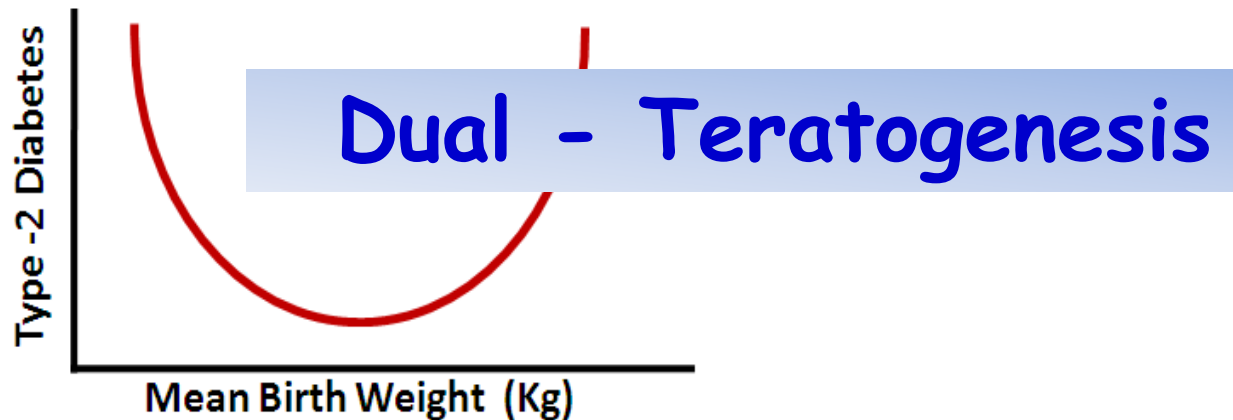 Type -2 Diabetes
Dual - Teratogenesis
Mean Birth Weight (Kg)